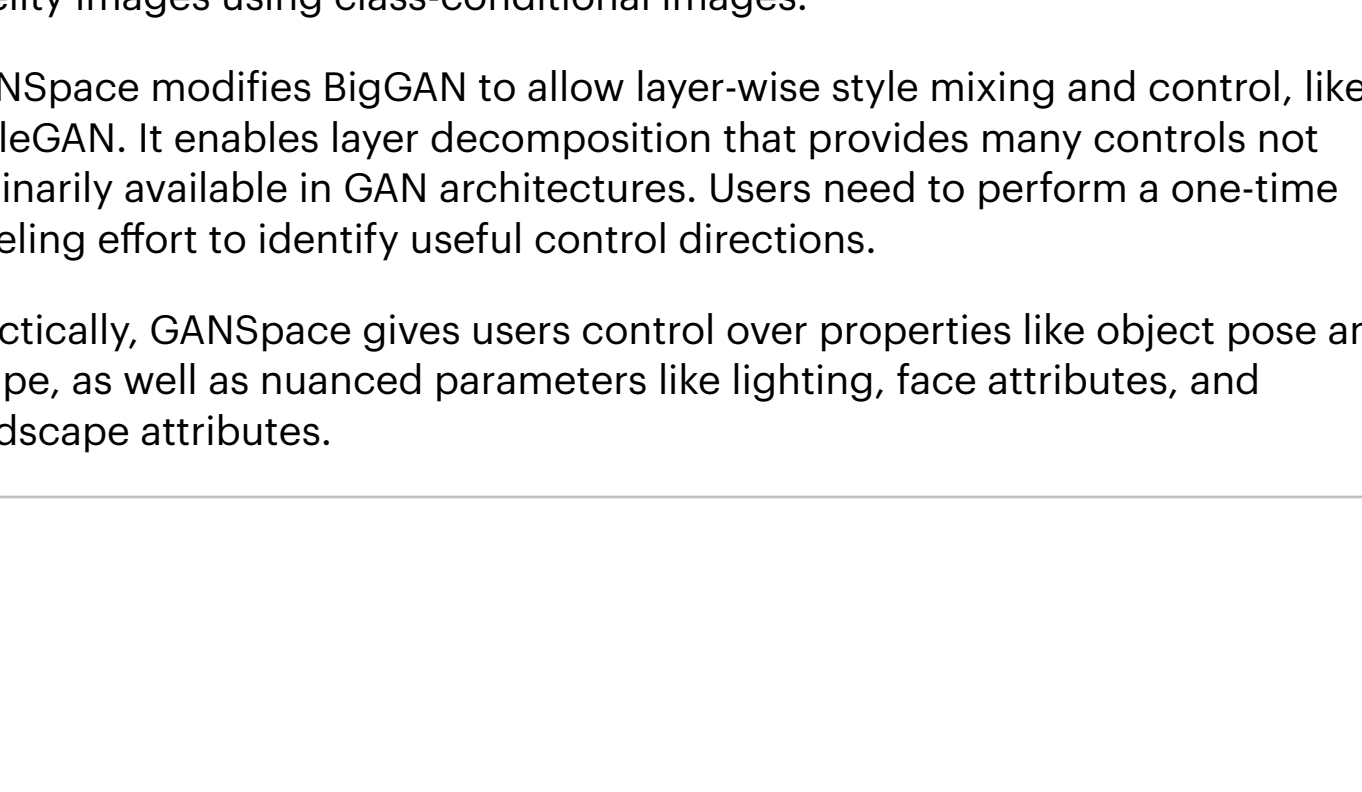 elity images using class-conditional images.
NSpace modifies BigGAN to allow layer-wise style mixing and control, like
leGAN. It enables layer decomposition that provides many controls not
inarily available in GAN architectures. Users need to perform a one-time
eling effort to identify useful control directions.
ctically, GANSpace gives users control over properties like object pose an
pe, as well as nuanced parameters like lighting, face attributes, and
dscape attributes.